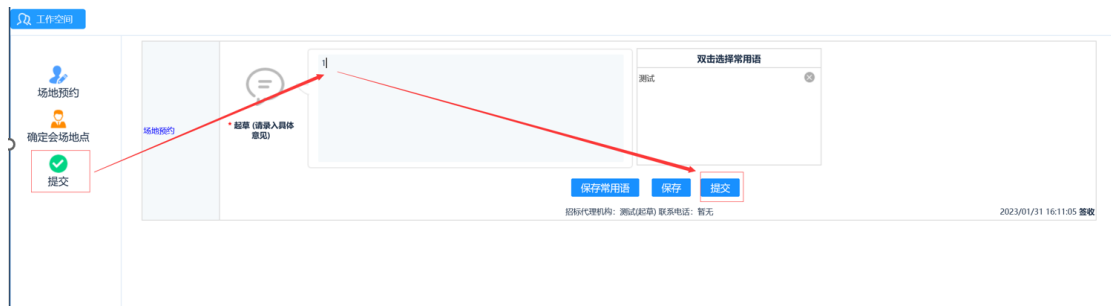 工作空间
场地预约
确定会场地点
提交
场地预约
* 起草 (请录入具体
意见)
1
双击选择常用语
测试
保存常用语
保存
提交
招标代理机构：测试(起草) 联系电话：暂无
2023/01/31 16:11:05 签收